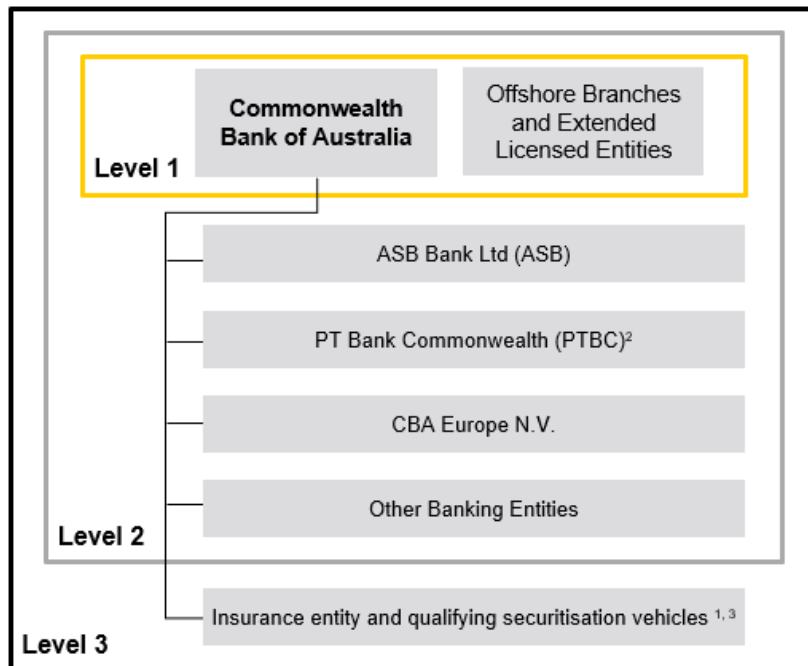 Commonwealth
Bank of Australia
Offshore Branches
and Extended
Licensed Entities
Level 1
ASB Bank Ltd (ASB)
PT Bank Commonwealth (PTBC)²
CBA Europe N.V.
Other Banking Entities
Level 2
Insurance entity and qualifying securitisation vehicles ¹˒ ³
Level 3